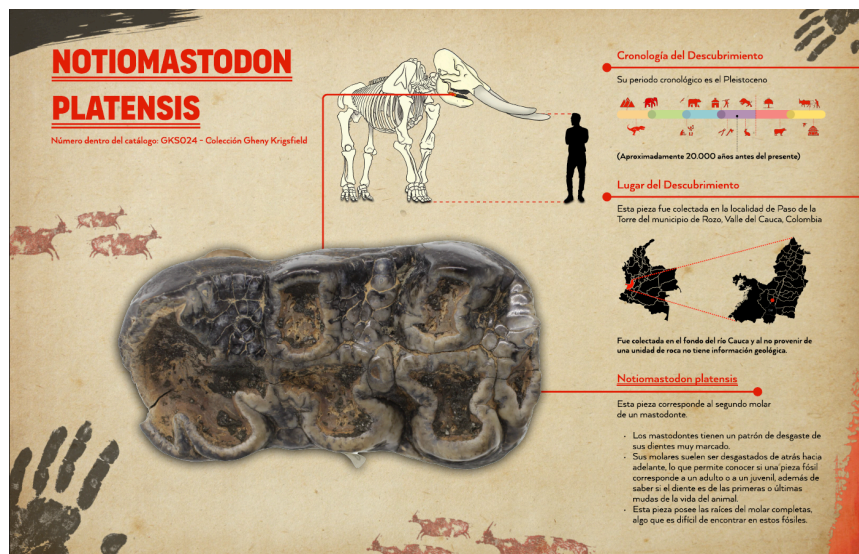 NOTIOMASTODON
PLATENSIS
Número dentro del catálogo: GKS024 - Colección Gheny Krigsfield
Cronología del Descubrimiento
Su periodo cronológico es el Pleistoceno
(Aproximadamente 20.000 años antes del presente)
Lugar del Descubrimiento
Esta pieza fue colectada en la localidad de Paso de la
Torre del municipio de Rozo, Valle del Cauca, Colombia
Fue colectada en el fondo del río Cauca y al no provenir de
una unidad de roca no tiene información geológica.
Notiomastodon platensis
Esta pieza corresponde al segundo molar
de un mastodonte.
· Los mastodontes tienen un patrón de desgaste de
sus dientes muy marcado.
· Sus molares suelen ser desgastados de atrás hacia
adelante, lo que permite conocer si una pieza fósil
corresponde a un adulto o a un juvenil, además de
saber si el diente es de las primeras o últimas
mudas de la vida del animal.
· Esta pieza posee las raíces del molar completas,
algo que es difícil de encontrar en estos fósiles.